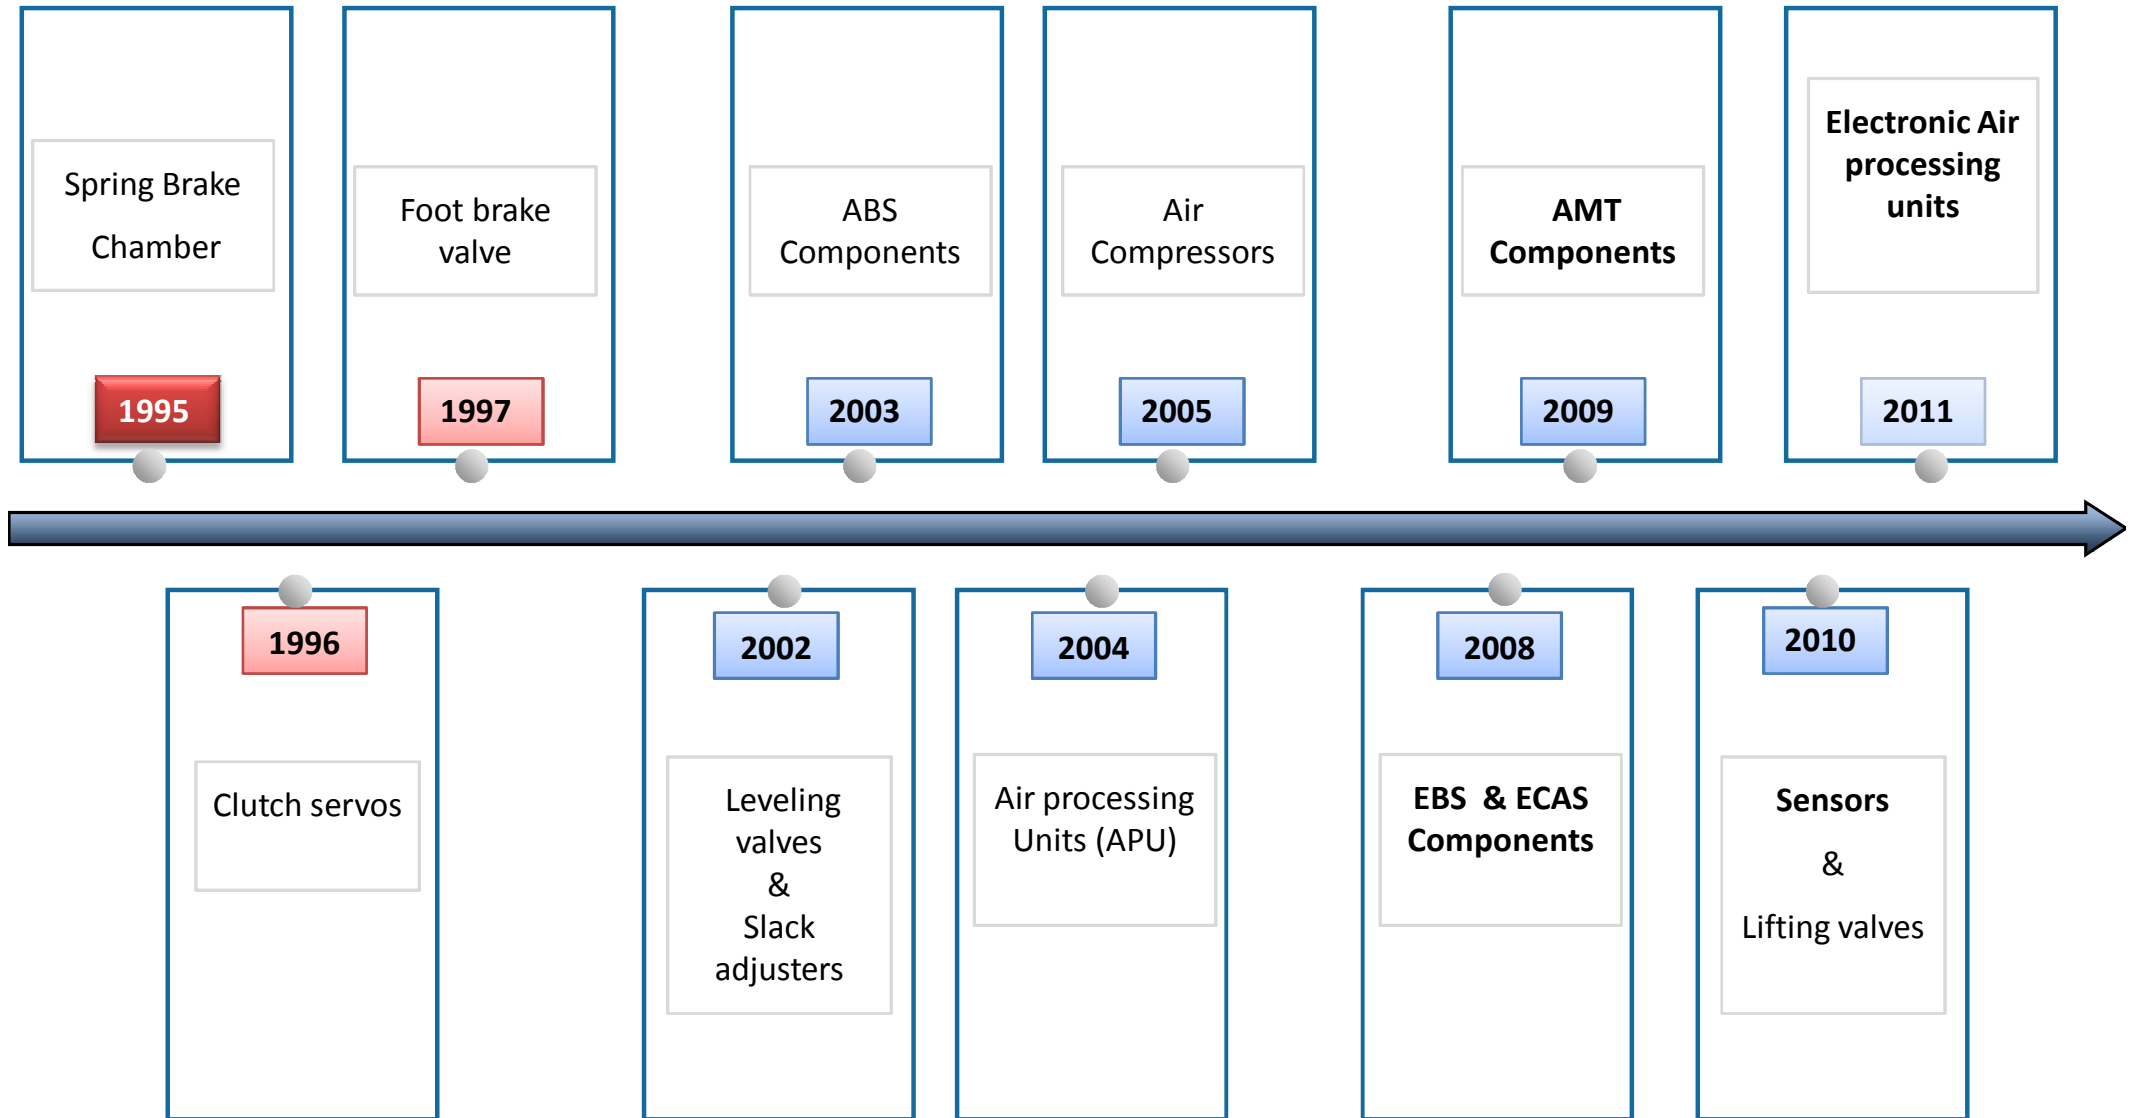 Spring Brake
Chamber
1995
Foot brake
valve
1997
ABS
Components
2003
Air
Compressors
2005
AMT
Components
2009
Electronic Air
processing
units
2011
1996
Clutch servos
2002
Leveling
valves
&
Slack
adjusters
2004
Air processing
Units (APU)
2008
EBS  & ECAS
Components
2010
Sensors
&
Lifting valves